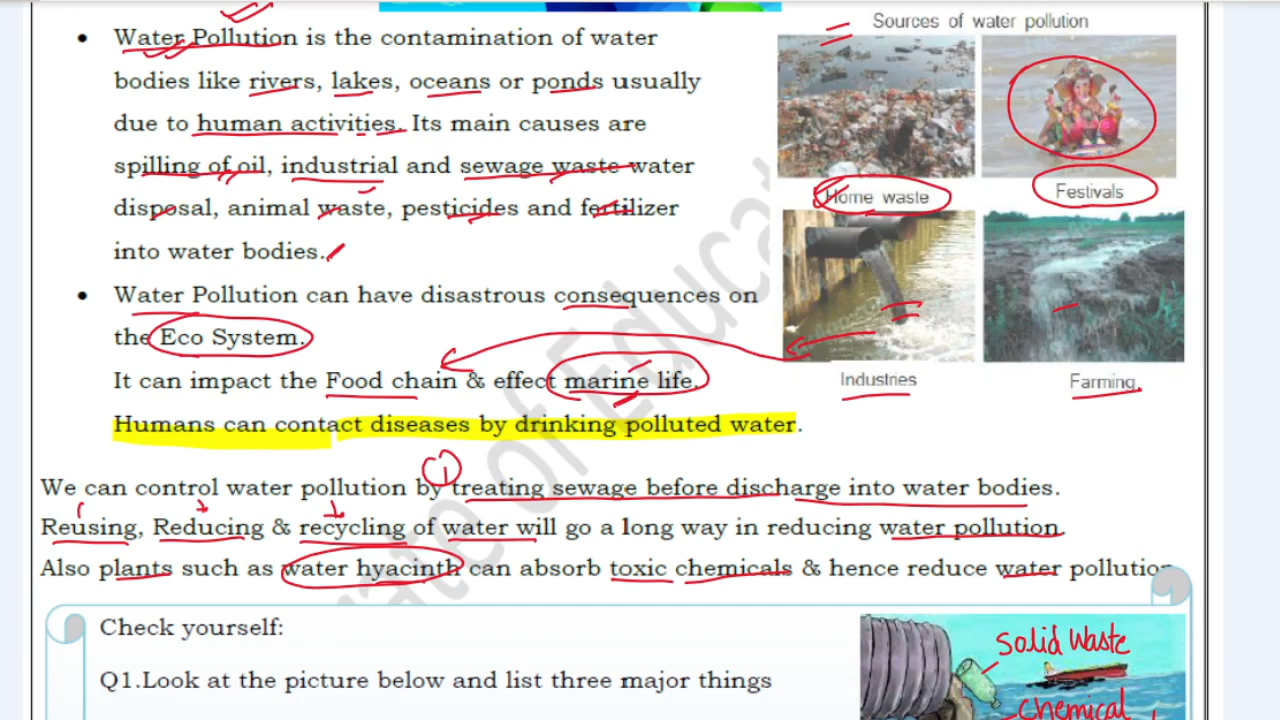 Sources of water pollution
Water Pollution is the contamination of water
bodies like rivers, lakes, oceans or ponds usually
due to human activities. Its main causes are
spilling of oil, industrial and sewage waste water
disposal, animal waste, pesticides and fertilizer
into water bodies.
Home waste
Festivals
Water Pollution can have disastrous consequences on
the Eco System.
It can impact the Food chain & effect marine life.
Humans can contact diseases by drinking polluted water.
Industries
Farming
1
We can control water pollution by treating sewage before discharge into water bodies.
Reusing, Reducing & recycling of water will go a long way in reducing water pollution.
Also plants such as water hyacinth can absorb toxic chemicals & hence reduce water pollution
Check yourself:
Q1.Look at the picture below and list three major things
Solid Waste
chemical